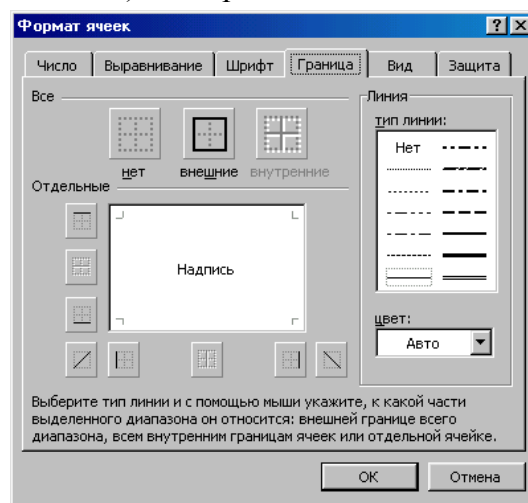 Формат ячеек
Число Выравнивание Шрифт Граница Вид Защита
Все
нет внешние внутренние
Отдельные
Надпись
Линия
тип линии:
Нет
цвет:
Авто
Выберите тип линии и с помощью мыши укажите, к какой части
выделенного диапазона он относится: внешней границе всего
диапазона, всем внутренним границам ячеек или отдельной ячейке.
ОК Отмена